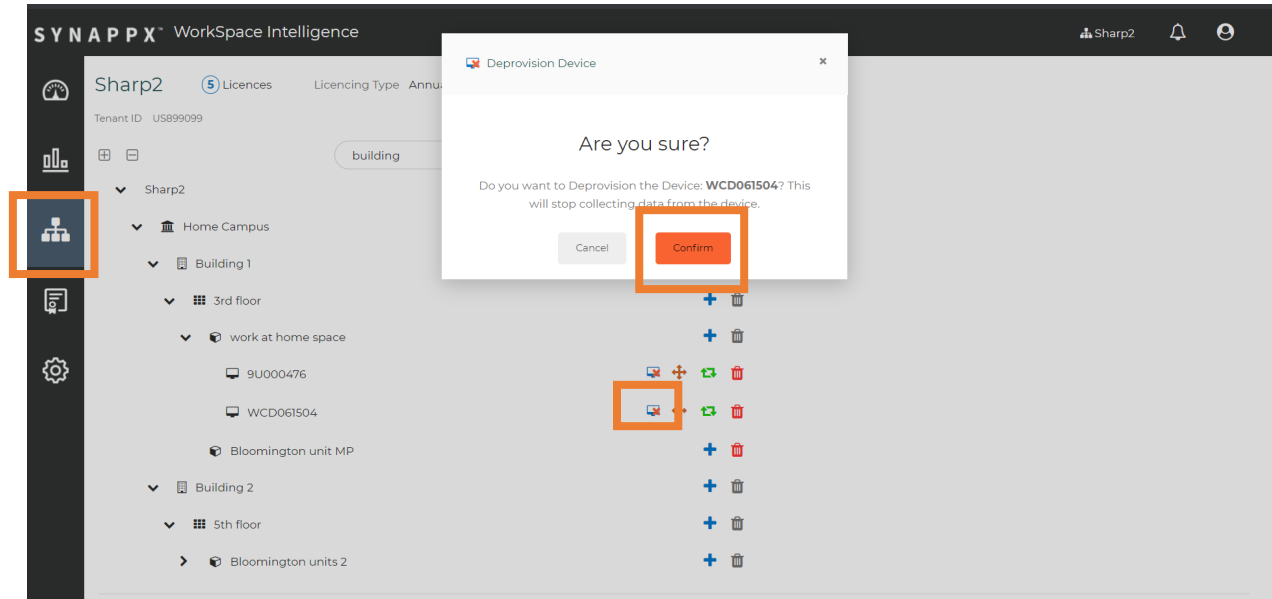 SYNAPPX™ WorkSpace Intelligence
Sharp2
Deprovision Device
×
Sharp2 5 Licences Licencing Type Annu
Tenant ID US899099
building
Are you sure?
Do you want to Deprovision the Device: WCD061504? This
will stop collecting data from the device.
Cancel Confirm
Sharp2
Home Campus
Building 1
3rd floor
work at home space
9U000476
WCD061504
Bloomington unit MP
Building 2
5th floor
Bloomington units 2